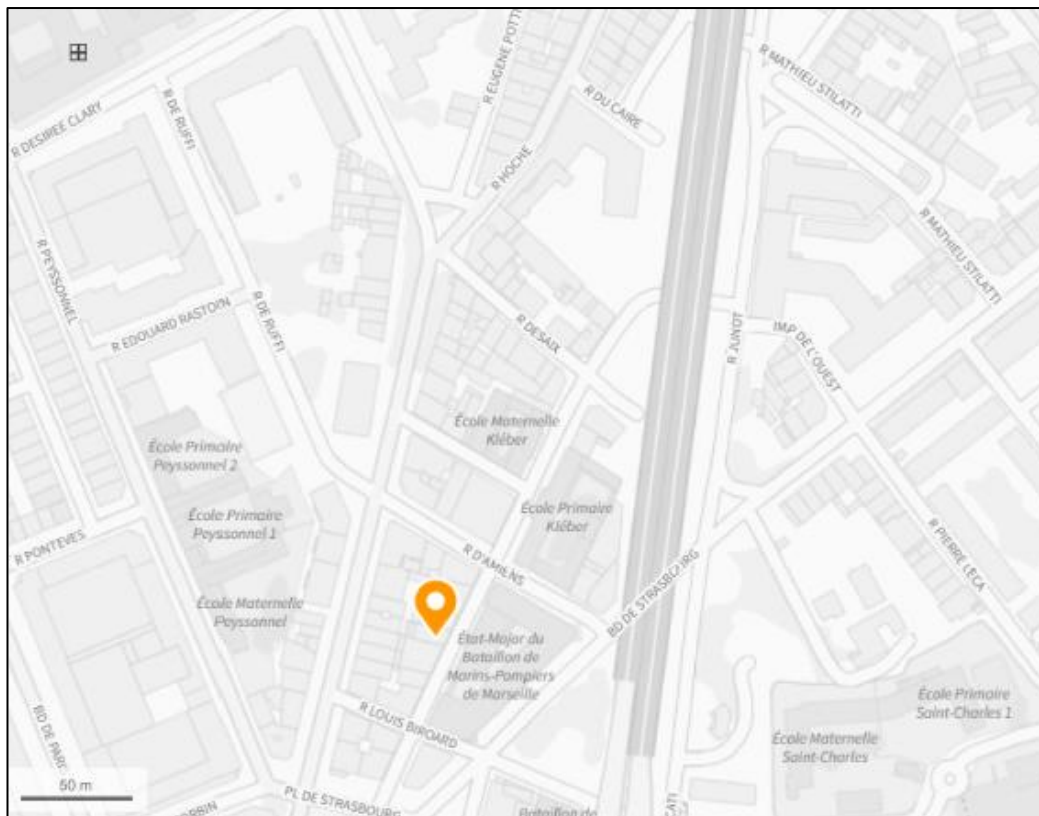 R MATHIEU STILATTI
R DESIREE CLARY
R DE RUFFI
R EUGENE POTTI
R DU CAIRE
R HOCHE
R MATHIEU STILATTI
R PEYSSONNEL
R EDOUARD RASTOIN
R DE RUFFI
R DESAIX
R JUNOT
IMP DE L'OUEST
École Maternelle
Kléber
École Primaire
Peyssonnel 2
École Primaire
Kléber
École Primaire
Peyssonnel 1
R PONTEVES
R D'AMIENS
BD DE STRASBOURG
R PIERRE LECA
École Maternelle
Peyssonnel
État-Major du
Bataillon de
Marins-Pompiers
de Marseille
R LOUIS BIROARD
BD DE PARI
École Primaire
Saint-Charles 1
École Maternelle
Saint-Charles
50 m
PL DE STRASBOURG
Bataillon de